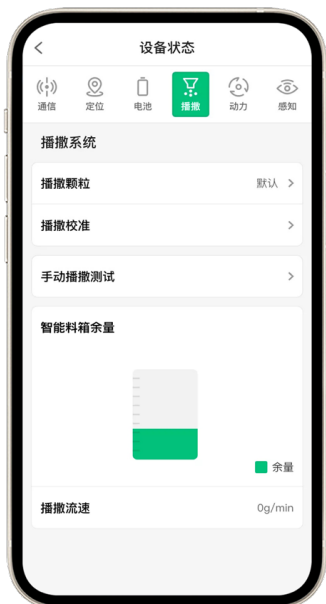 设备状态
通信 定位 电池 播撒 动力 感知
播撒系统
播撒颗粒 默认
播撒校准
手动播撒测试
智能料箱余量
余量
播撒流速 0g/min